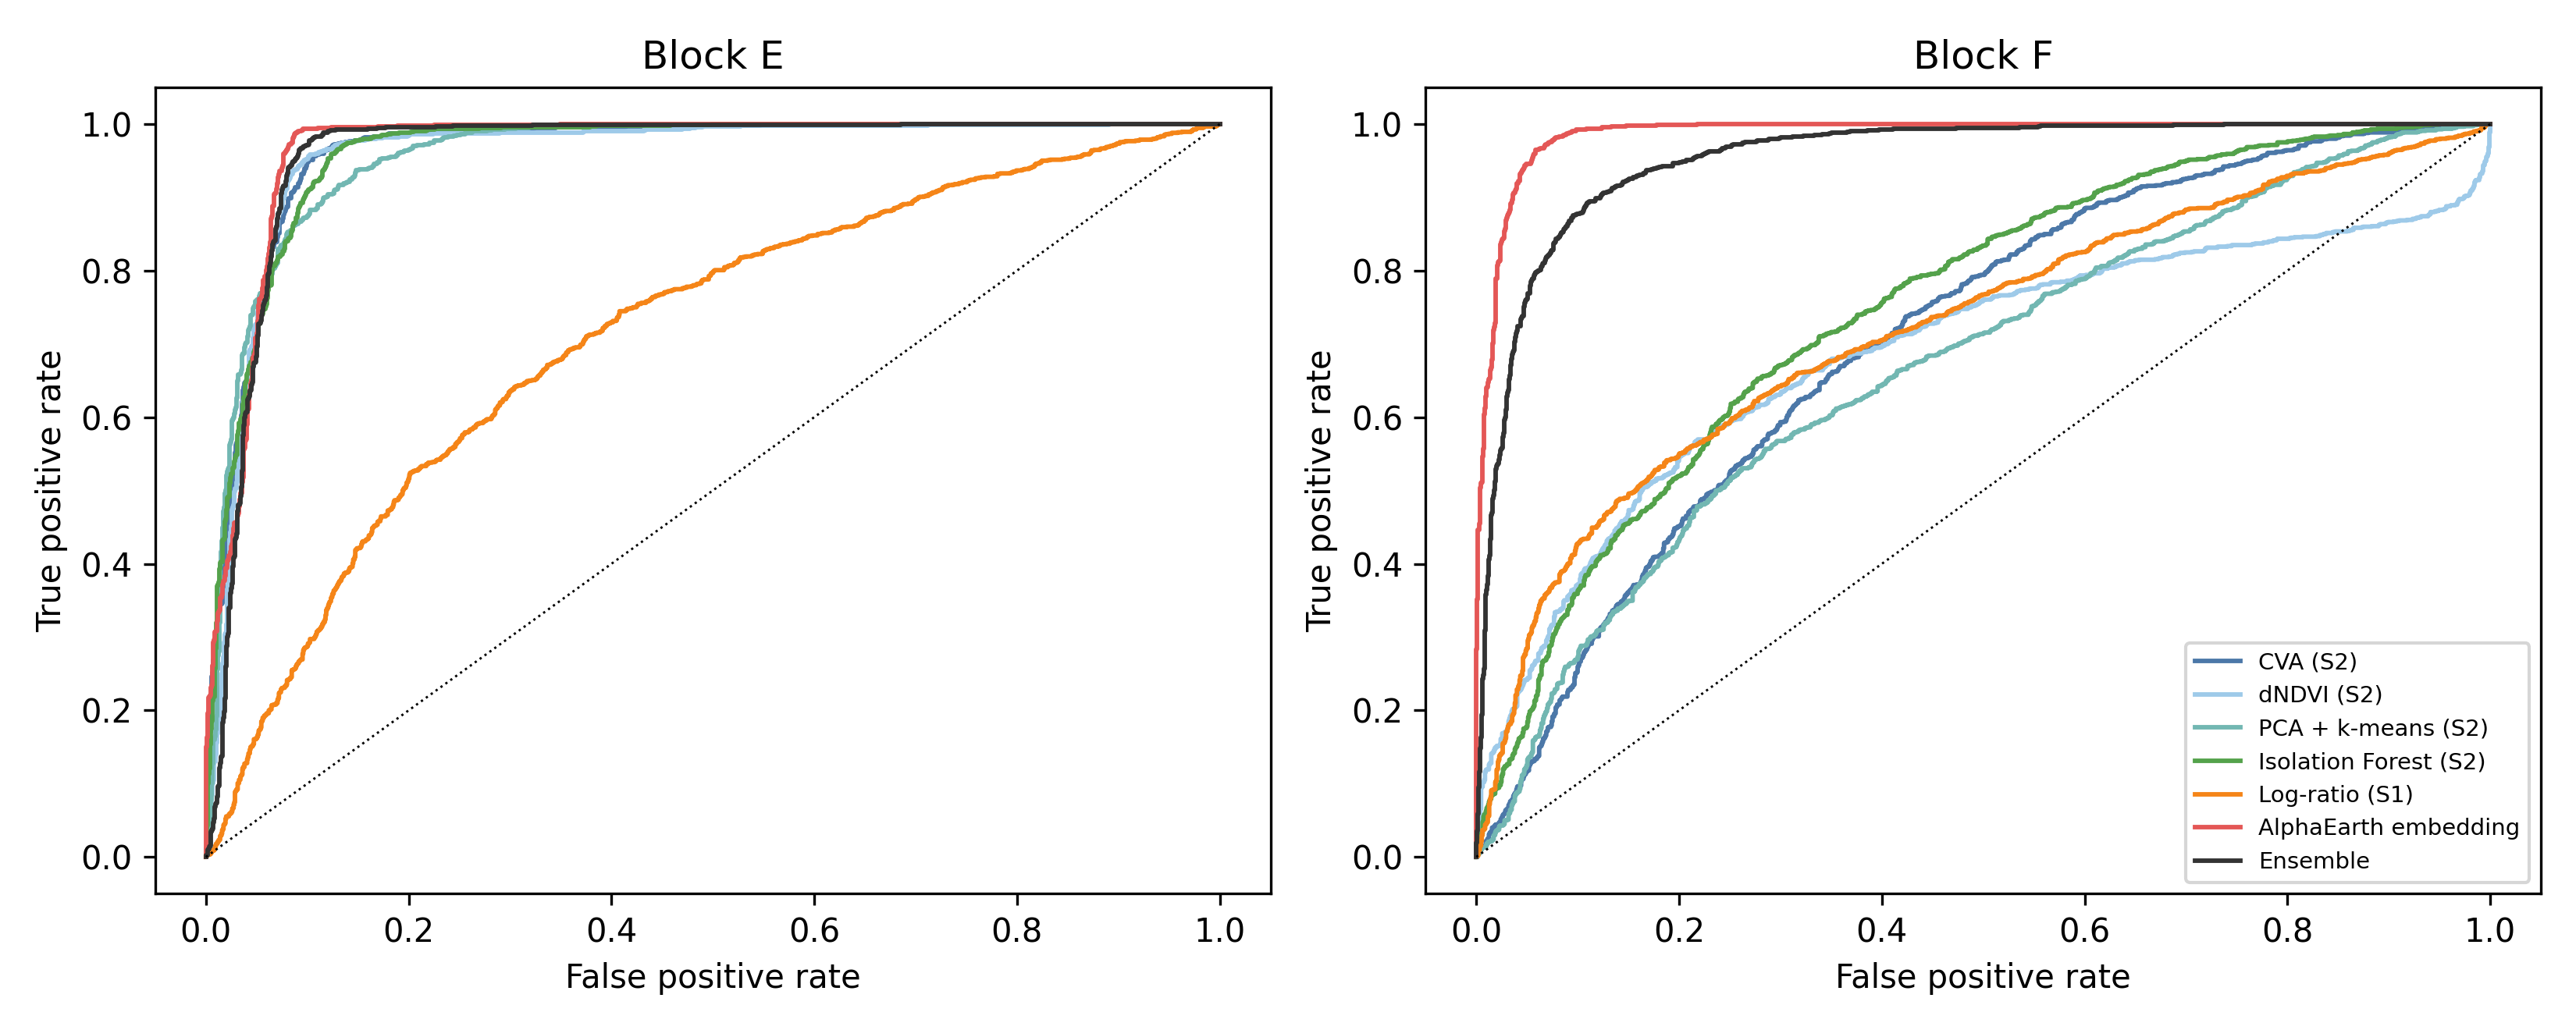 Block E
True positive rate
1.0
0.8
0.6
0.4
0.2
0.0
0.0 0.2 0.4 0.6 0.8 1.0
False positive rate
Block F
True positive rate
1.0
0.8
0.6
0.4
0.2
0.0
CVA (S2)
dNDVI (S2)
PCA + k-means (S2)
Isolation Forest (S2)
Log-ratio (S1)
AlphaEarth embedding
Ensemble
0.0 0.2 0.4 0.6 0.8 1.0
False positive rate